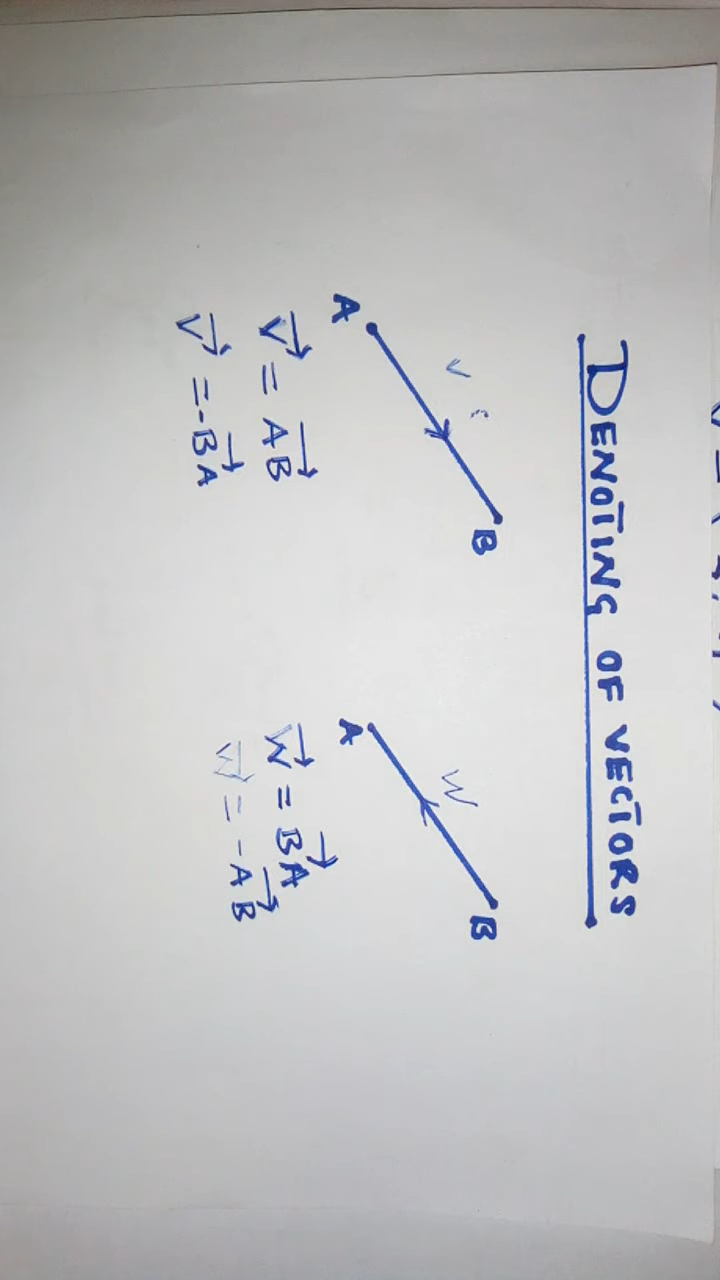 DENOTING OF VECTORS
V
A
B
V⃗ = A⃗B⃗
V⃗ = -B⃗A⃗
W
A
B
W⃗ = B⃗A⃗
W⃗ = -A⃗B⃗